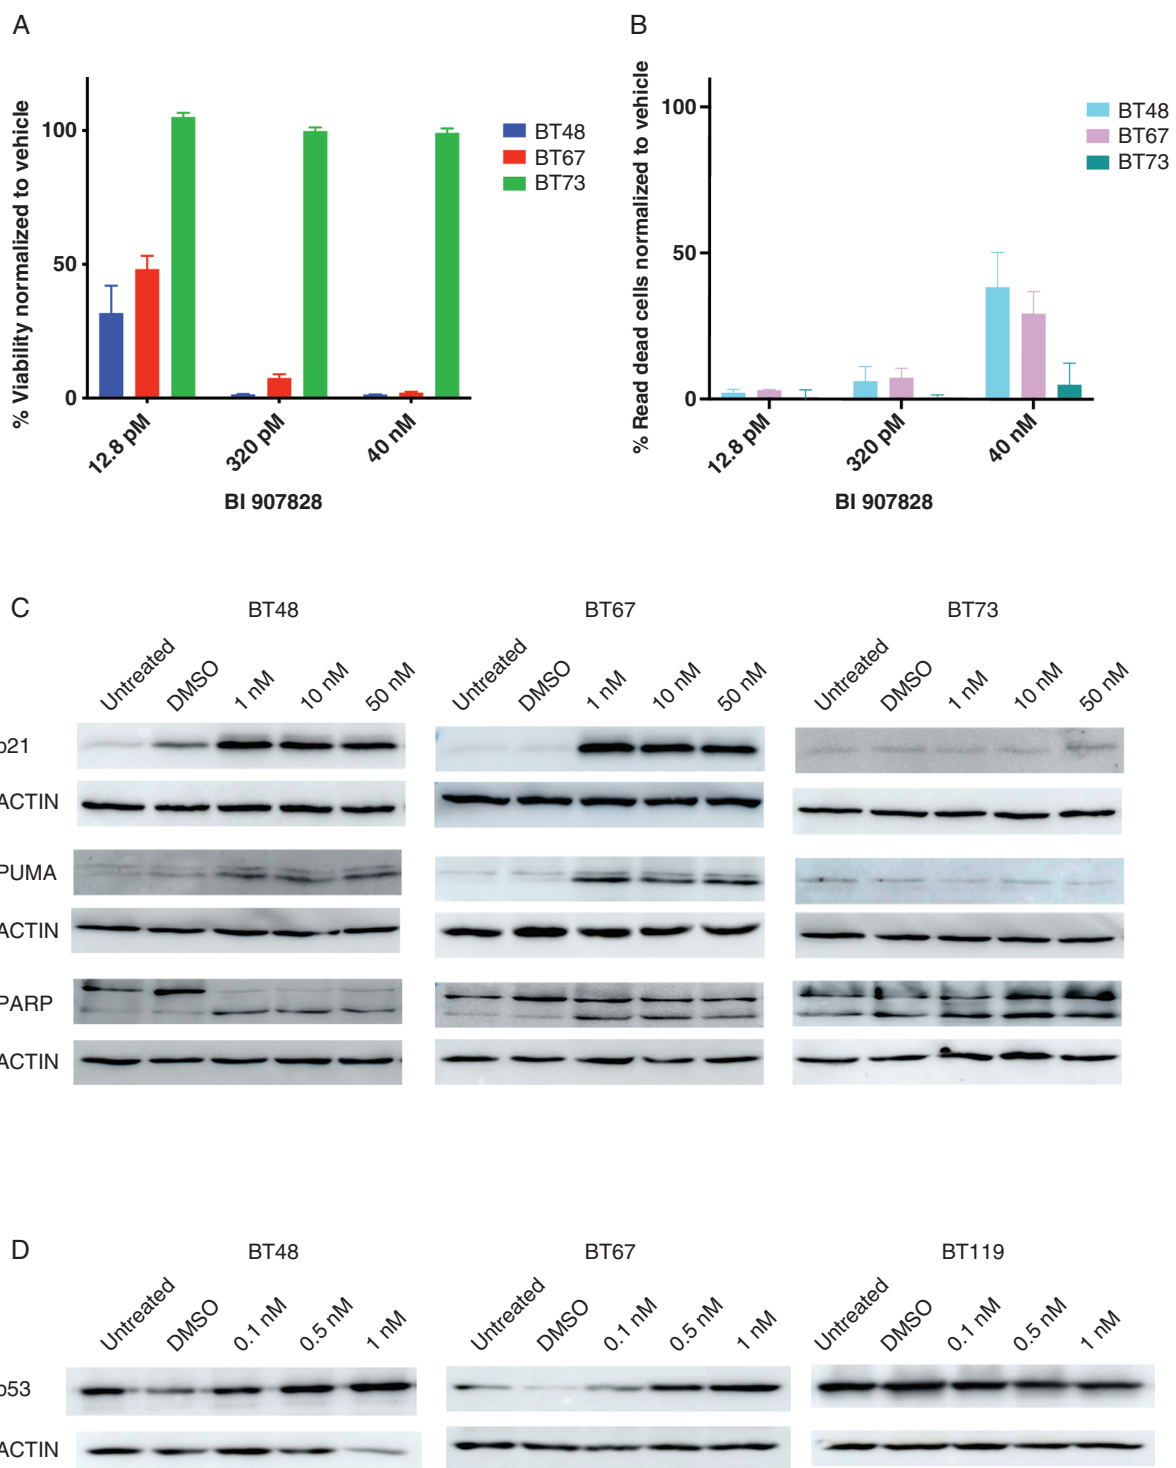 A
% Viability normalized to vehicle
100
50
0
12.8 pM
320 pM
40 nM
BI 907828
BT48
BT67
BT73
B
% Read dead cells normalized to vehicle
100
50
0
12.8 pM
320 pM
40 nM
BI 907828
BT48
BT67
BT73
C
BT48 BT67 BT73
Untreated DMSO 1 nM 10 nM 50 nM Untreated DMSO 1 nM 10 nM 50 nM Untreated DMSO 1 nM 10 nM 50 nM
p21
ACTIN
PUMA
ACTIN
PARP
ACTIN
D
BT48 BT67 BT119
Untreated DMSO 0.1 nM 0.5 nM 1 nM Untreated DMSO 0.1 nM 0.5 nM 1 nM Untreated DMSO 0.1 nM 0.5 nM 1 nM
p53
ACTIN